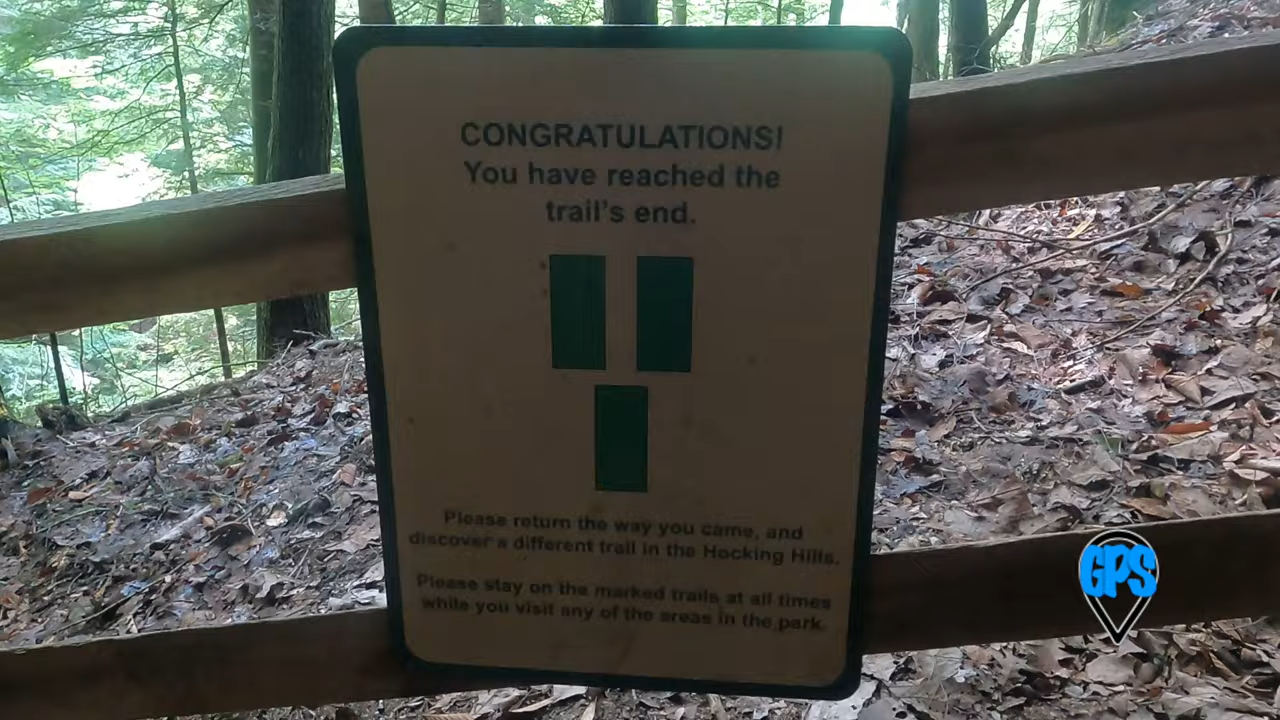 CONGRATULATIONS!
You have reached the
trail's end.
Please return the way you came, and
discover a different trail in the Hocking Hills.
Please stay on the marked trails at all times
while you visit any of the areas in the park.
GPS